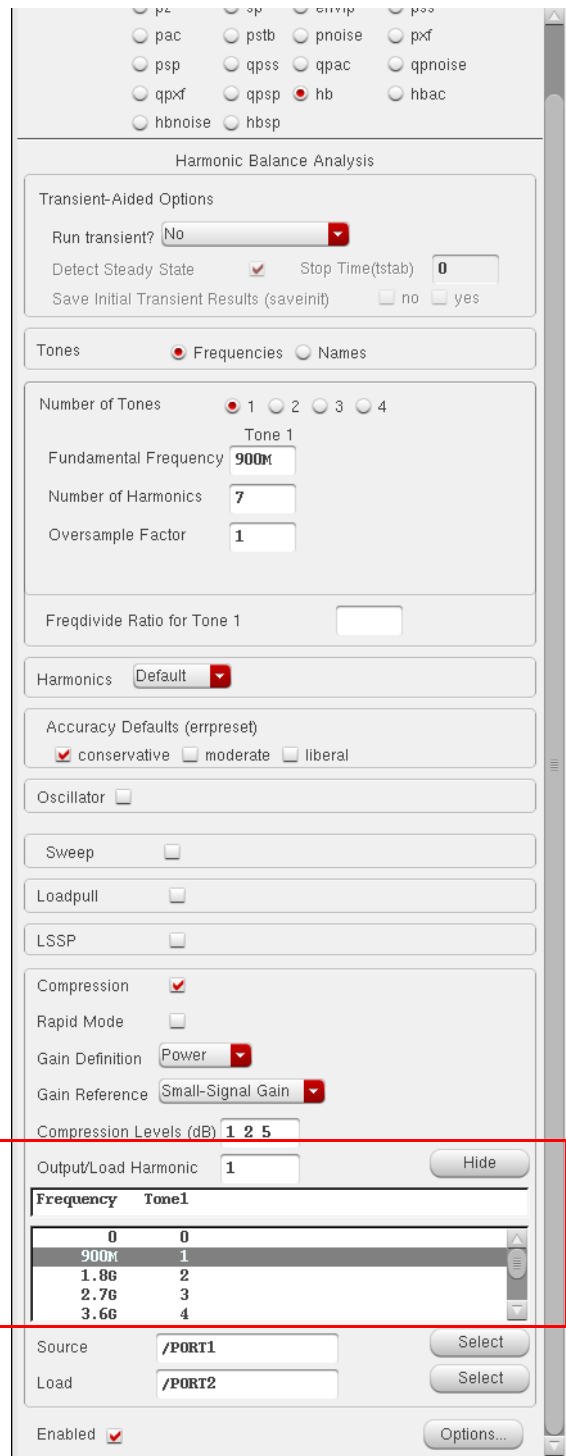 pz sp envlp pss
pac pstb pnoise pxf
psp qpss qpac qpnoise
qpxf qpsp hb hbac
hbnoise hbsp
Harmonic Balance Analysis
Transient-Aided Options
Run transient? No
Detect Steady State Stop Time(tstab) 0
Save Initial Transient Results (saveinit) no yes
Tones Frequencies Names
Number of Tones 1 2 3 4
Tone 1
Fundamental Frequency 900M
Number of Harmonics 7
Oversample Factor 1
Freqdivide Ratio for Tone 1
Harmonics Default
Accuracy Defaults (errpreset)
conservative moderate liberal
Oscillator
Sweep
Loadpull
LSSP
Compression
Rapid Mode
Gain Definition Power
Gain Reference Small-Signal Gain
Compression Levels (dB) 1 2 5
Output/Load Harmonic 1 Hide
Frequency Tone1
0 0
900M 1
1.8G 2
2.7G 3
3.6G 4
Source /PORT1 Select
Load /PORT2 Select
Enabled Options...